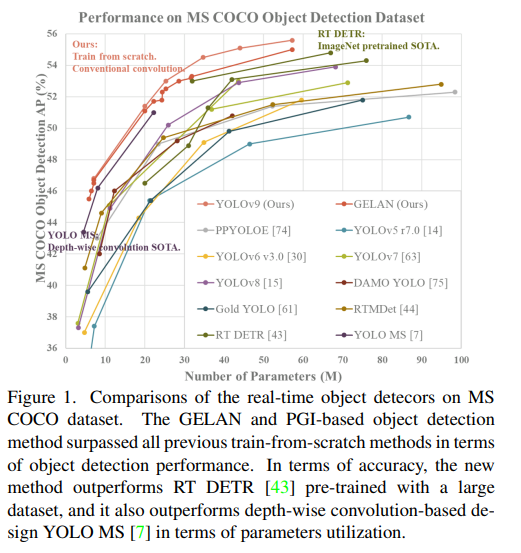 Performance on MS COCO Object Detection Dataset
56
54
52
50
48
46
44
42
40
38
36
MS COCO Object Detection AP (%)
Ours:
Train from scratch.
Conventional convolution.
RT DETR:
ImageNet pretrained SOTA.
YOLO MS:
Depth-wise convolution SOTA.
YOLOv9 (Ours)
GELAN (Ours)
PPYOLOE [74]
YOLOv5 r7.0 [14]
YOLOv6 v3.0 [30]
YOLOv7 [63]
YOLOv8 [15]
DAMO YOLO [75]
Gold YOLO [61]
RTMDet [44]
RT DETR [43]
YOLO MS [7]
0 10 20 30 40 50 60 70 80 90 100
Number of Parameters (M)
Figure 1. Comparisons of the real-time object detecors on MS
COCO dataset. The GELAN and PGI-based object detection
method surpassed all previous train-from-scratch methods in terms
of object detection performance. In terms of accuracy, the new
method outperforms RT DETR [43] pre-trained with a large
dataset, and it also outperforms depth-wise convolution-based de-
sign YOLO MS [7] in terms of parameters utilization.